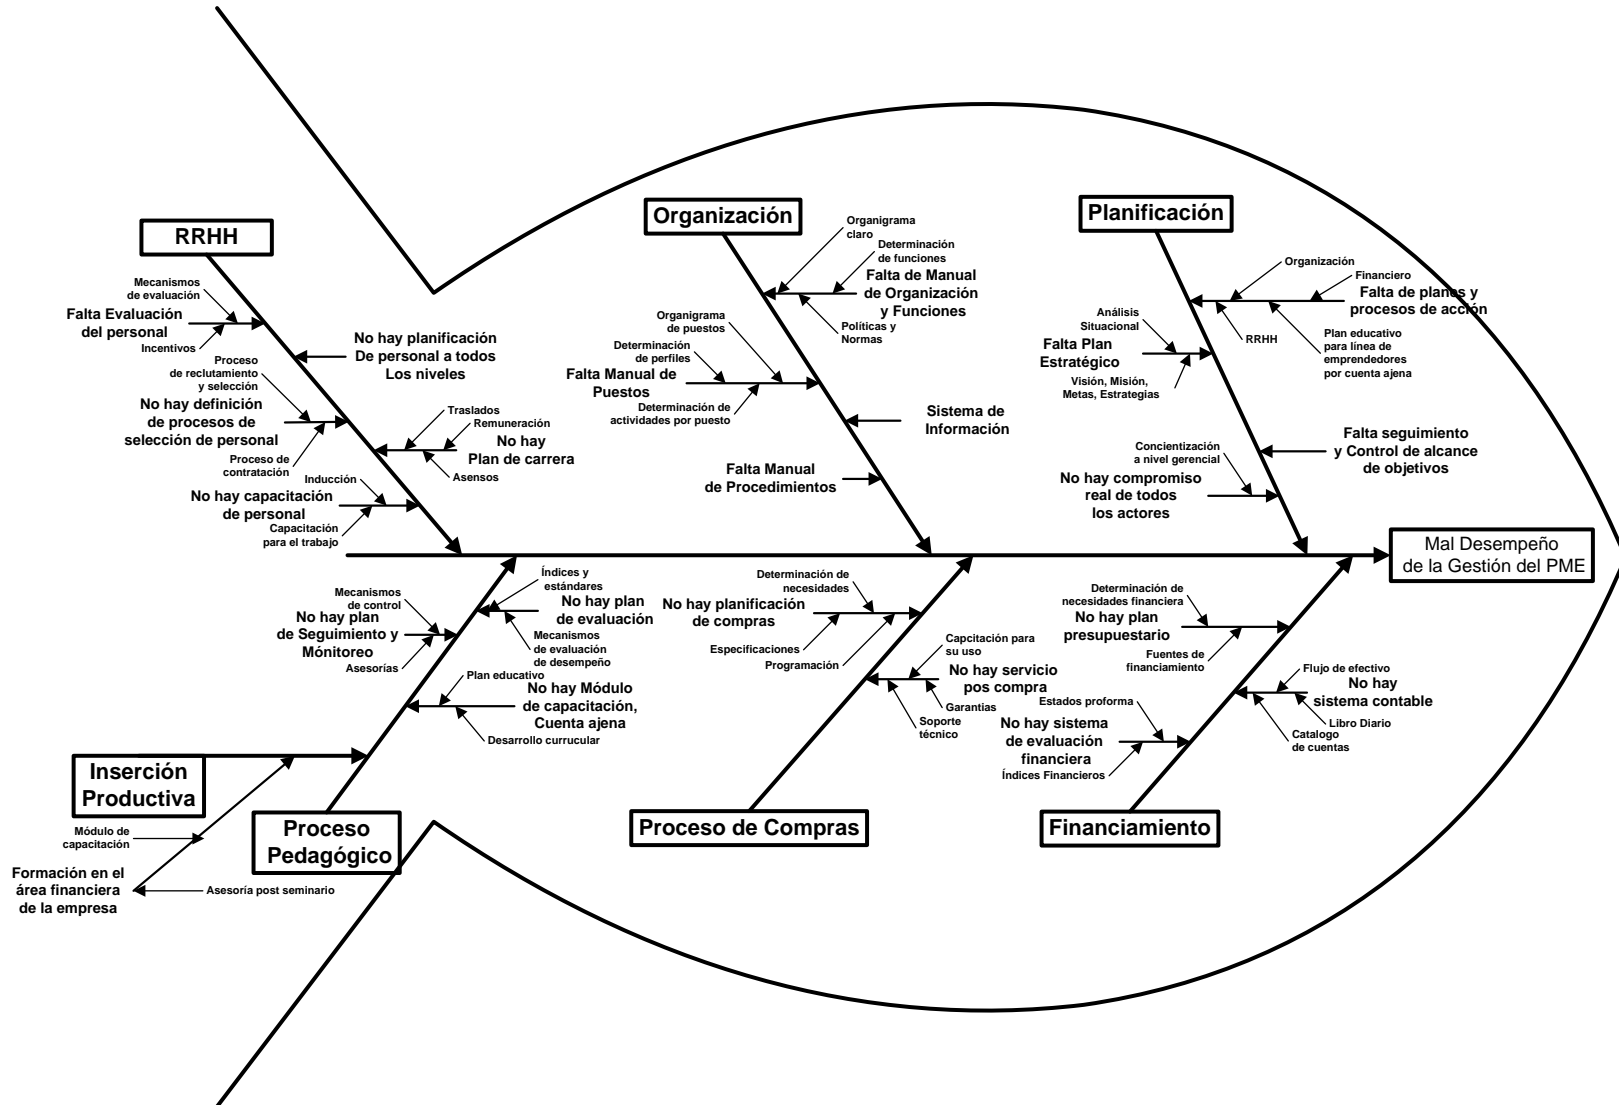 RRHH
Mecanismos
de evaluación
Falta Evaluación
del personal
Incentivos
No hay planificación
De personal a todos
Los niveles
Proceso
de reclutamiento
y selección
No hay definición
de procesos de
selección de personal
Proceso de
contratación
Traslados
Remuneración
No hay
Plan de carrera
Asensos
Inducción
No hay capacitación
de personal
Capacitación
para el trabajo
Organización
Organigrama
claro
Determinación
de funciones
Falta de Manual
de Organización
y Funciones
Políticas y
Normas
Organigrama
de puestos
Determinación
de perfiles
Falta Manual de
Puestos
Determinación de
actividades por puesto
Sistema de
Información
Falta Manual
de Procedimientos
Planificación
Organización
Financiero
Falta de planes y
procesos de acción
RRHH
Plan educativo
para línea de
emprendedores
por cuenta ajena
Análisis
Situacional
Falta Plan
Estratégico
Visión, Misión,
Metas, Estrategias
Falta seguimiento
y Control de alcance
de objetivos
Concientización
a nivel gerencial
No hay compromiso
real de todos
los actores
Mal Desempeño
de la Gestión del PME
Mecanismos
de control
No hay plan
de Seguimiento y
Mónitoreo
Asesorías
Índices y
estándares
No hay plan
de evaluación
Mecanismos
de evaluación
de desempeño
Plan educativo
No hay Módulo
de capacitación,
Cuenta ajena
Desarrollo currucular
Inserción
Productiva
Módulo de
capacitación
Formación en el
área financiera
de la empresa
Asesoría post seminario
Proceso
Pedagógico
Determinación de
necesidades
No hay planificación
de compras
Especificaciones
Programación
Capcitación para
su uso
No hay servicio
pos compra
Garantias
Soporte
técnico
Proceso de Compras
Determinación de
necesidades financiera
No hay plan
presupuestario
Fuentes de
financiamiento
Flujo de efectivo
No hay
sistema contable
Libro Diario
Catalogo
de cuentas
Estados proforma
No hay sistema
de evaluación
financiera
Índices Financieros
Financiamiento